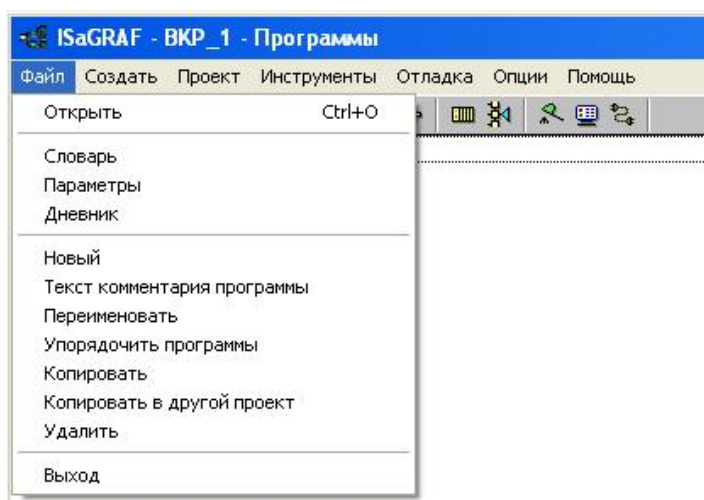 ISaGRAF - BKP_1 - Программы
Файл Создать Проект Инструменты Отладка Опции Помощь
Открыть Ctrl+O
Словарь
Параметры
Дневник
Новый
Текст комментария программы
Переименовать
Упорядочить программы
Копировать
Копировать в другой проект
Удалить
Выход